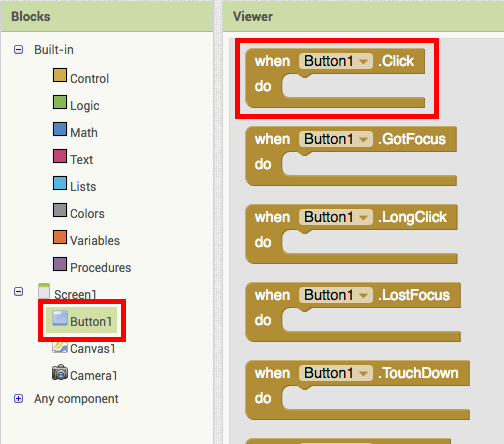 Blocks
Built-in
Control
Logic
Math
Text
Lists
Colors
Variables
Procedures
Screen1
Button1
Canvas1
Camera1
Any component
Viewer
when Button1 .Click
do
when Button1 .GotFocus
do
when Button1 .LongClick
do
when Button1 .LostFocus
do
when Button1 .TouchDown
do